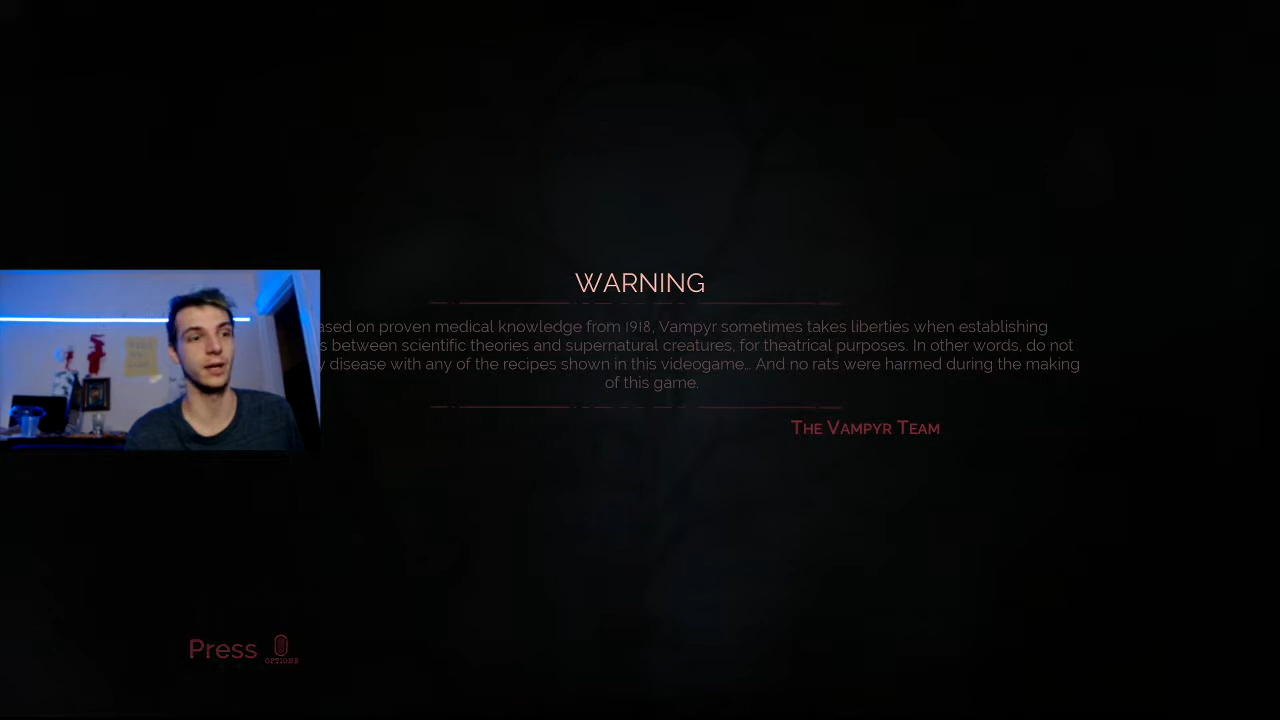 WARNING
ased on proven medical knowledge from 1918, Vampyr sometimes takes liberties when establishing
s between scientific theories and supernatural creatures, for theatrical purposes. In other words, do not
y disease with any of the recipes shown in this videogame... And no rats were harmed during the making
of this game.
THE VAMPYR TEAM
Press
OPTIONS